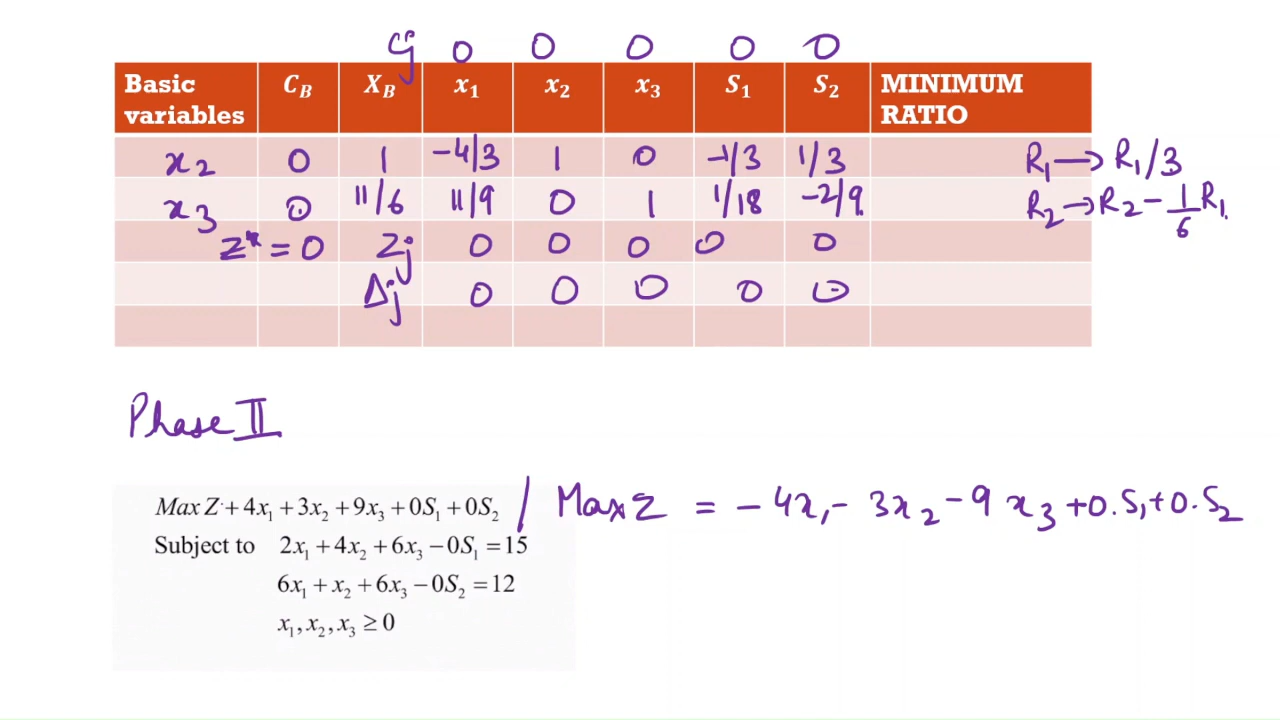 Cj 0 0 0 0 0
Basic variables C_B X_B x₁ x₂ x₃ S₁ S₂ MINIMUM RATIO
x₂ 0 1 -4/3 1 0 -1/3 1/3 R₁→R₁/3
x₃ 0 11/6 11/9 0 1 1/18 -2/9 R₂→R₂-1/6R₁
Z* = 0 Zj 0 0 0 0 0
Δj 0 0 0 0 0
Phase II
Max Z + 4x₁ + 3x₂ + 9x₃ + 0S₁ + 0S₂ / Max Z = - 4x₁ - 3x₂ - 9x₃ + 0.S₁ + 0.S₂
Subject to 2x₁ + 4x₂ + 6x₃ − 0S₁ = 15
6x₁ + x₂ + 6x₃ − 0S₂ = 12
x₁, x₂, x₃ ≥ 0